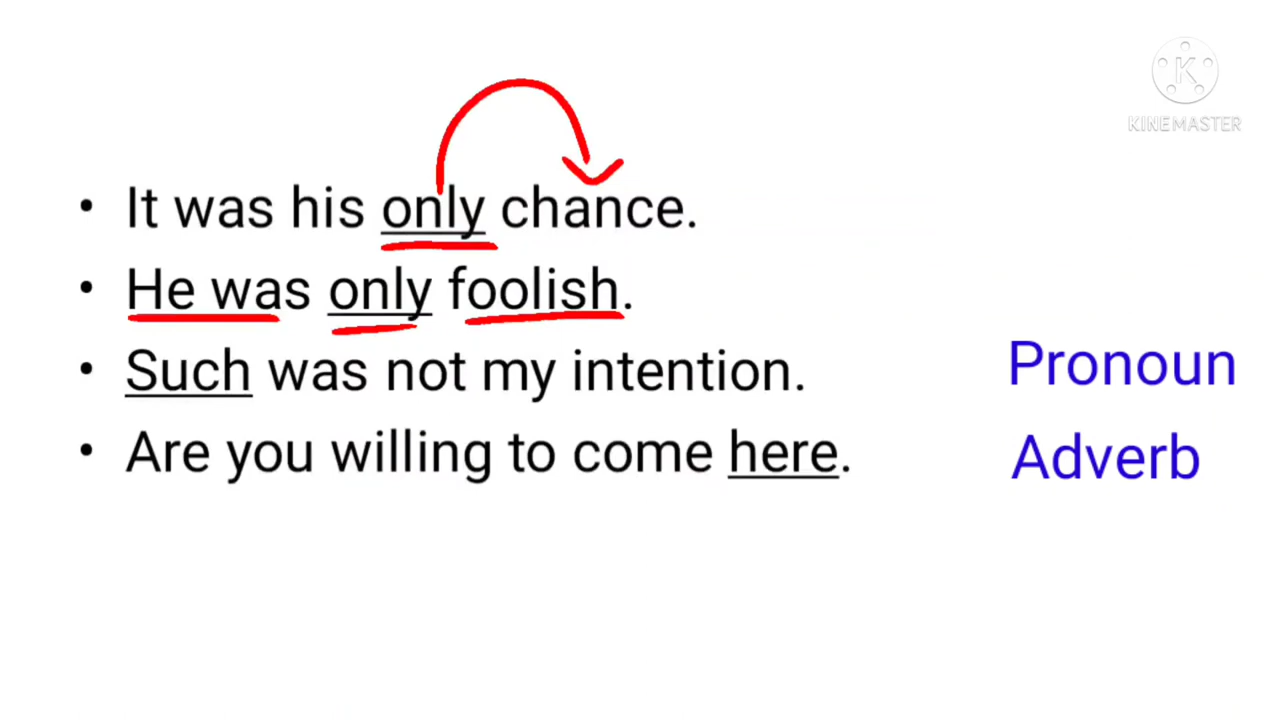 KINEMASTER
• It was his only chance.
• He was only foolish.
• Such was not my intention. Pronoun
• Are you willing to come here. Adverb